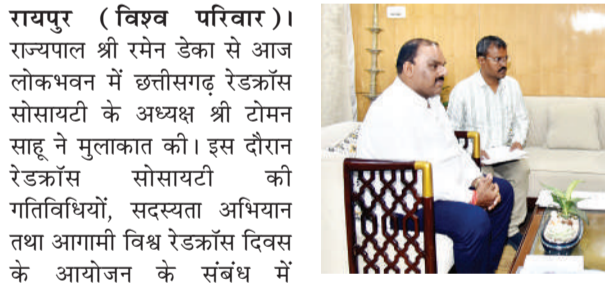 रायपुर (विश्व परिवार)।
राज्यपाल श्री रमेन डेका से आज
लोकभवन में छत्तीसगढ़ रेडक्रॉस
सोसायटी के अध्यक्ष श्री टोमन
साहू ने मुलाकात की। इस दौरान
रेडक्रॉस सोसायटी की
गतिविधियों, सदस्यता अभियान
तथा आगामी विश्व रेडक्रॉस दिवस
के आयोजन के संबंध में